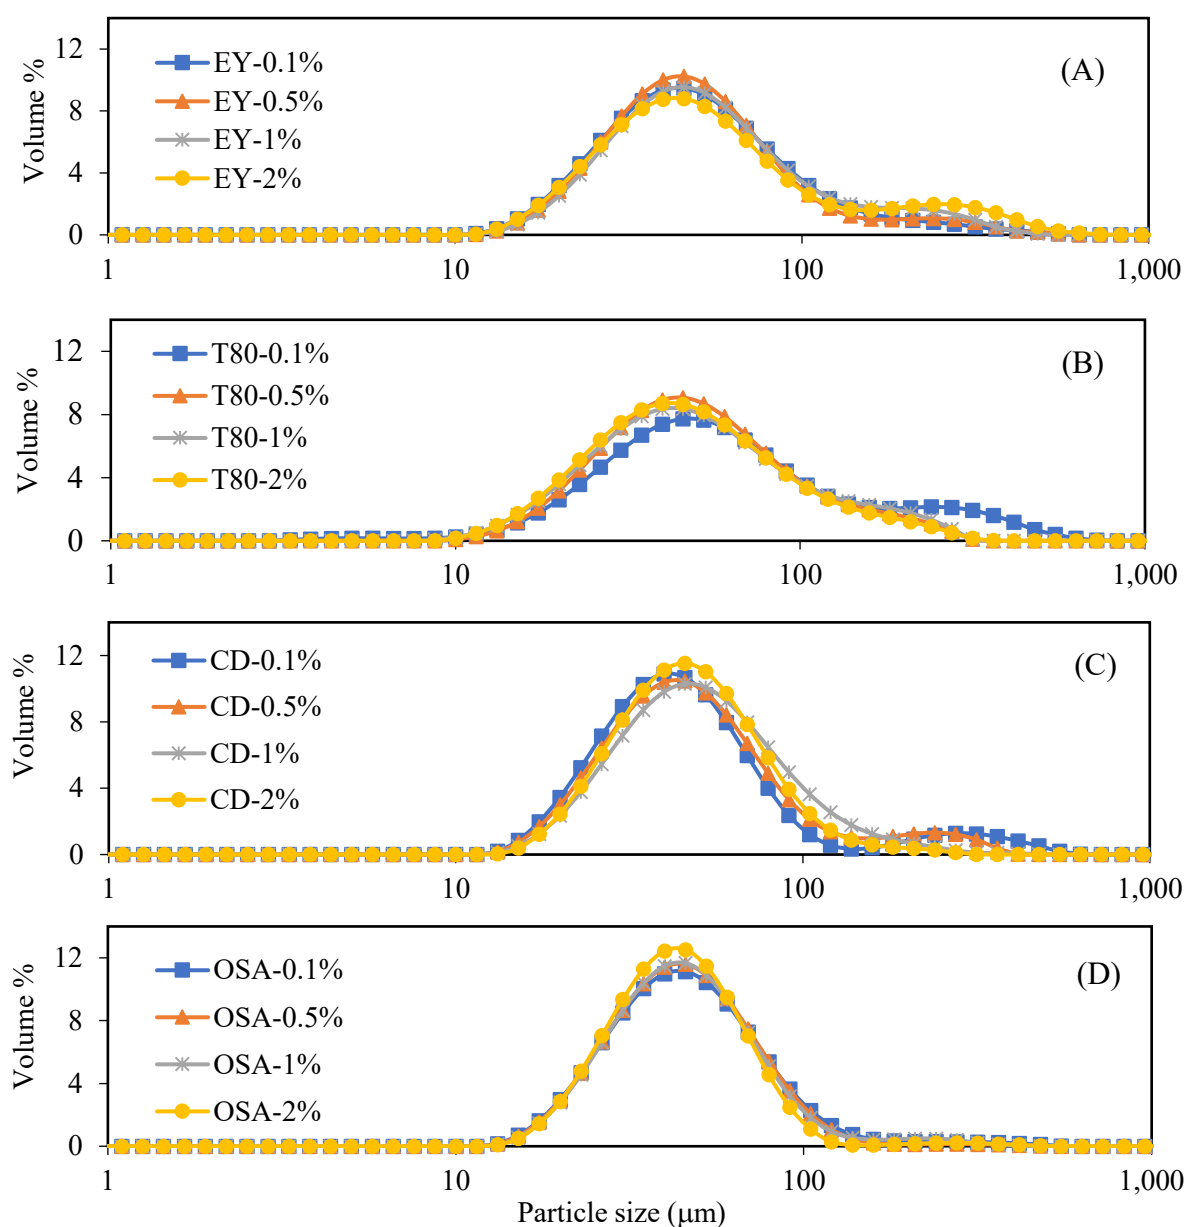 12
8
4
0
Volume %
EY-0.1%
EY-0.5%
EY-1%
EY-2%
(A)
1 10 100 1,000
12
8
4
0
Volume %
T80-0.1%
T80-0.5%
T80-1%
T80-2%
(B)
1 10 100 1,000
12
8
4
0
Volume %
CD-0.1%
CD-0.5%
CD-1%
CD-2%
(C)
1 10 100 1,000
12
8
4
0
Volume %
OSA-0.1%
OSA-0.5%
OSA-1%
OSA-2%
(D)
1 10 100 1,000
Particle size (μm)